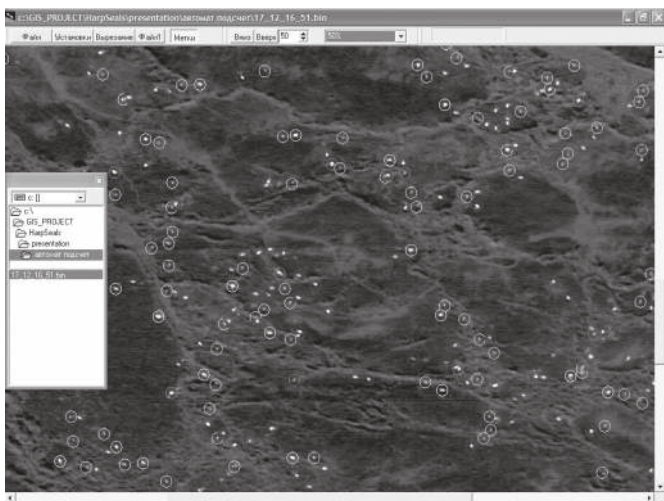 c:\GIS_PROJECT\HarpSeals\presentation\автомат подсчет\17_12_16_51.bin
Файл Установки Вырезание Файл1 Метки Вниз Вверх 50 50%
c: []
c:\
GIS_PROJECT
HarpSeals
presentation
автомат подсчет
17_12_16_51.bin